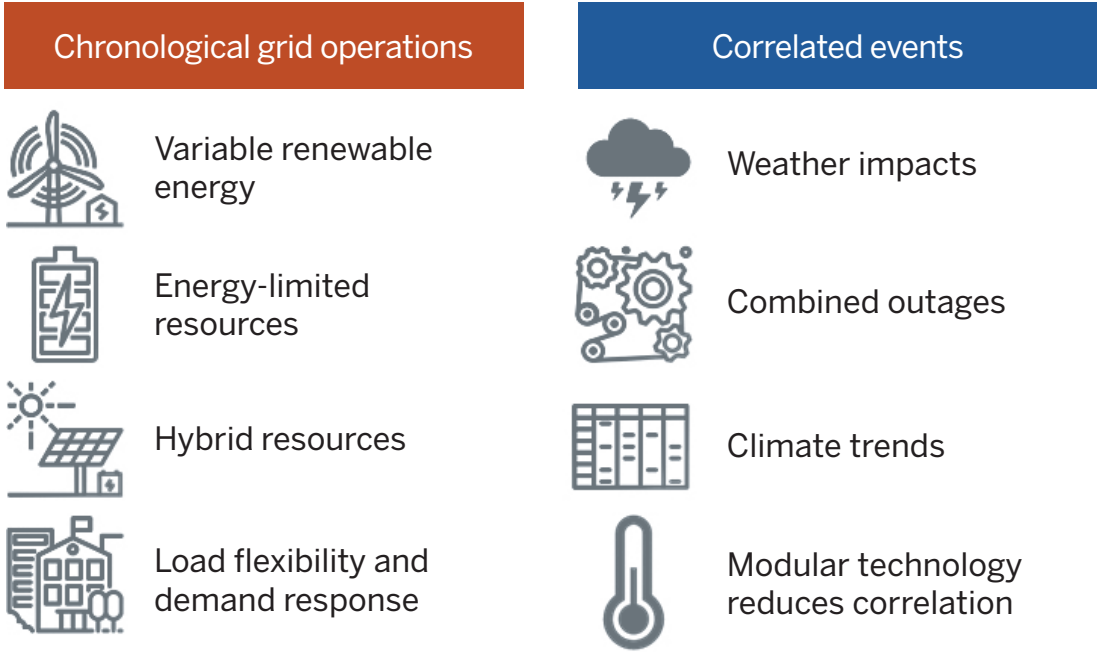 Chronological grid operations
Variable renewable
energy
Energy-limited
resources
Hybrid resources
Load flexibility and
demand response
Correlated events
Weather impacts
Combined outages
Climate trends
Modular technology
reduces correlation